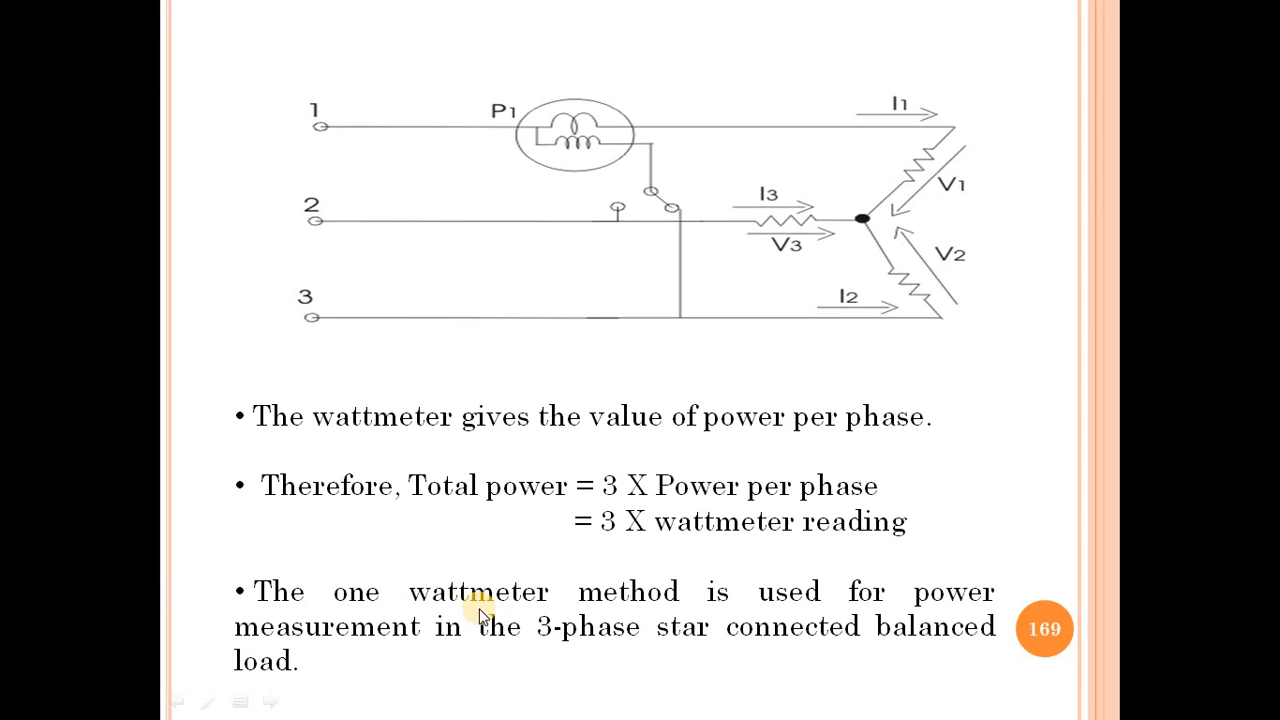 1
P1
I1
V1
2
I3
V3
V2
3
I2
• The wattmeter gives the value of power per phase.
• Therefore, Total power = 3 X Power per phase
= 3 X wattmeter reading
• The one wattmeter method is used for power
measurement in the 3-phase star connected balanced
load.
169